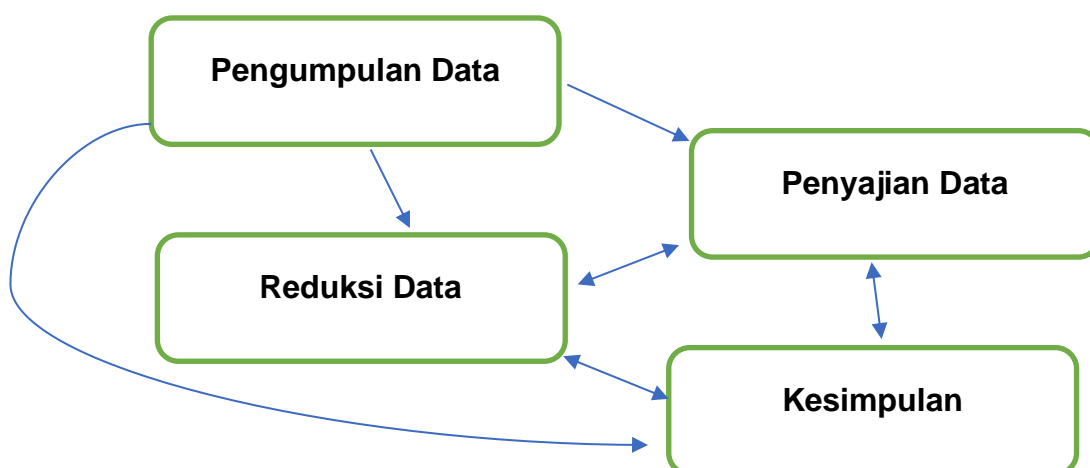 Pengumpulan Data
Penyajian Data
Reduksi Data
Kesimpulan